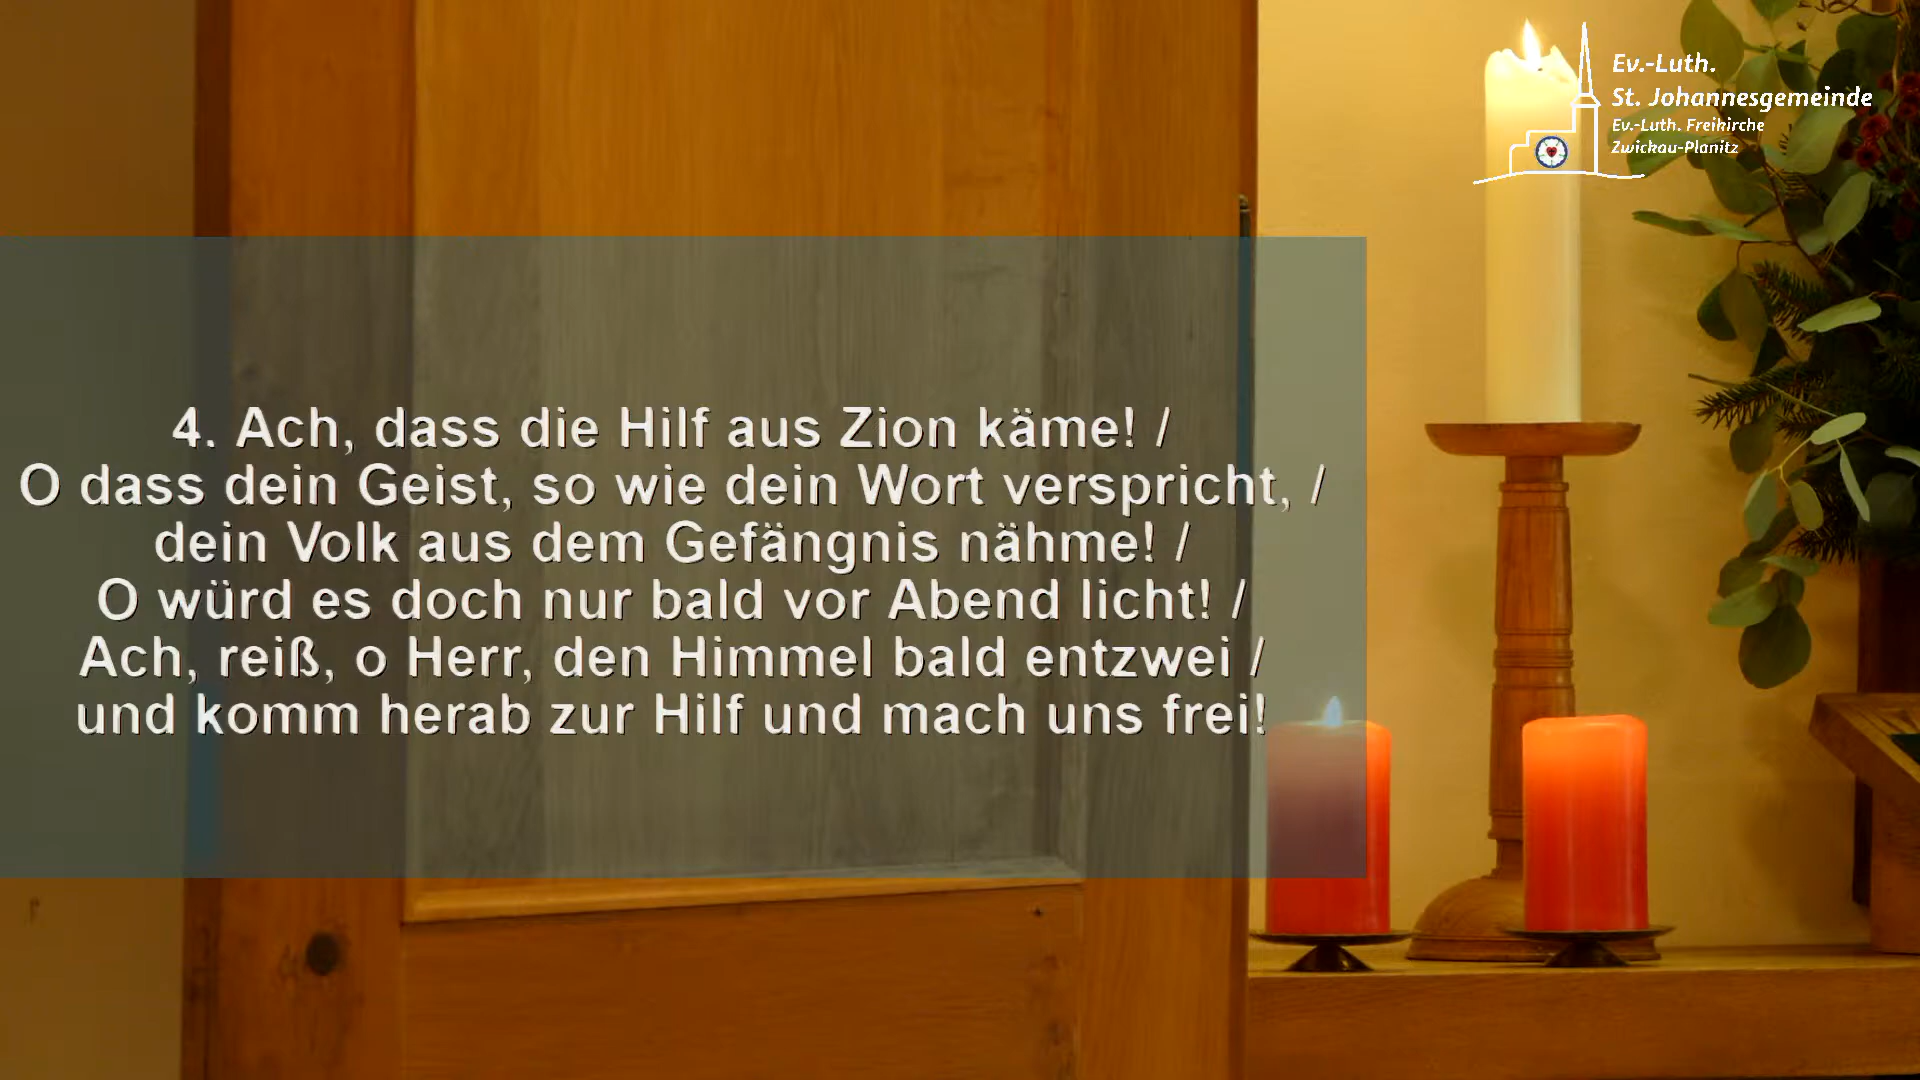 Ev.-Luth.
St. Johannesgemeinde
Ev.-Luth. Freikirche
Zwickau-Planitz
4. Ach, dass die Hilf aus Zion käme! /
O dass dein Geist, so wie dein Wort verspricht, /
dein Volk aus dem Gefängnis nähme! /
O würd es doch nur bald vor Abend licht! /
Ach, reiß, o Herr, den Himmel bald entzwei /
und komm herab zur Hilf und mach uns frei!